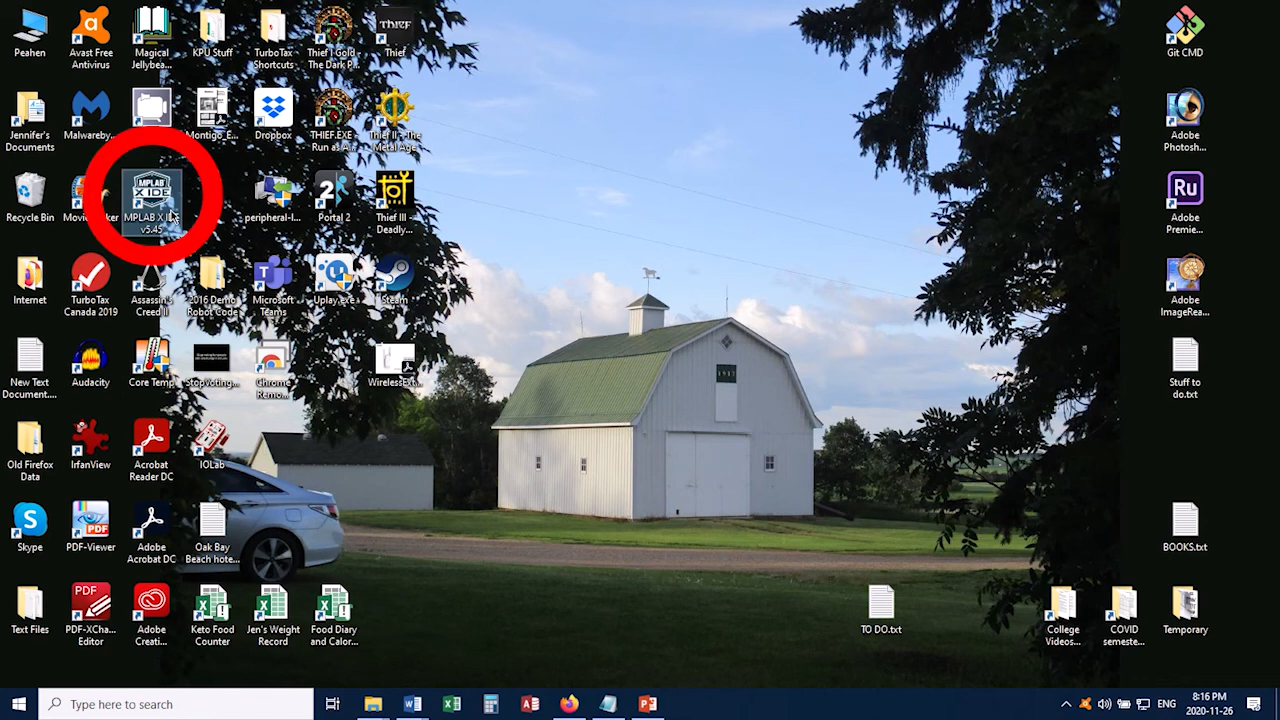 Peahen
Avast Free
Antivirus
Magical
Jellybea...
KPU Stuff
TurboTax
Shortcuts
THIEF
Thief
Git CMD
Jennifer's
Documents
Malwareby...
Montigo_E...
Dropbox
THIEF.EXE -
Run as A...
Thief II - The
Metal Age
Adobe
Photosh...
Recycle Bin
MPLAB
X IDE
MPLAB X IDE
v5.45
peripheral-l...
2
Portal 2
Thief III -
Deadly...
Ru
Adobe
Premie...
Internet
TurboTax
Canada 2019
Assassin's
Creed II
2016 Demo
Robot Code
Microsoft
Teams
Uplay.exe
Steam
Adobe
ImageRea...
1917
New Text
Document....
Audacity
Core Temp
StopVoting...
Chrome
Remo...
WirelessExt...
Stuff to
do.txt
Old Firefox
Data
IrfanView
Acrobat
Reader DC
IOLab
Skype
PDF
PDF-Viewer
Adobe
Acrobat DC
Oak Bay
Beach hote...
BOOKS.txt
Text Files
PDF
PDF-XCha...
Editor
Adobe
Creati...
Keto Food
Counter
Jen's Weight
Record
Food Diary
and Calor...
TO DO.txt
College
Videos...
COVID
semeste...
Temporary
Type here to search
ENG
8:16 PM
2020-11-26